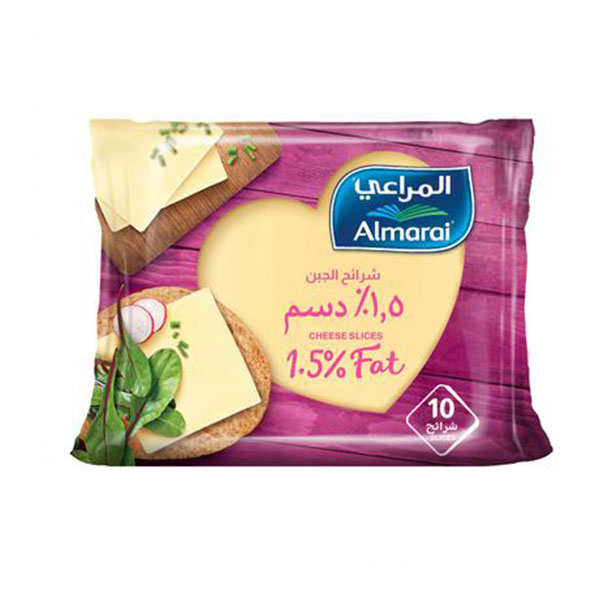 المراعي
Almarai
شرائح الجبن
١,٥٪ دسم
CHEESE SLICES
1.5% Fat
10
شرائح
SLICES